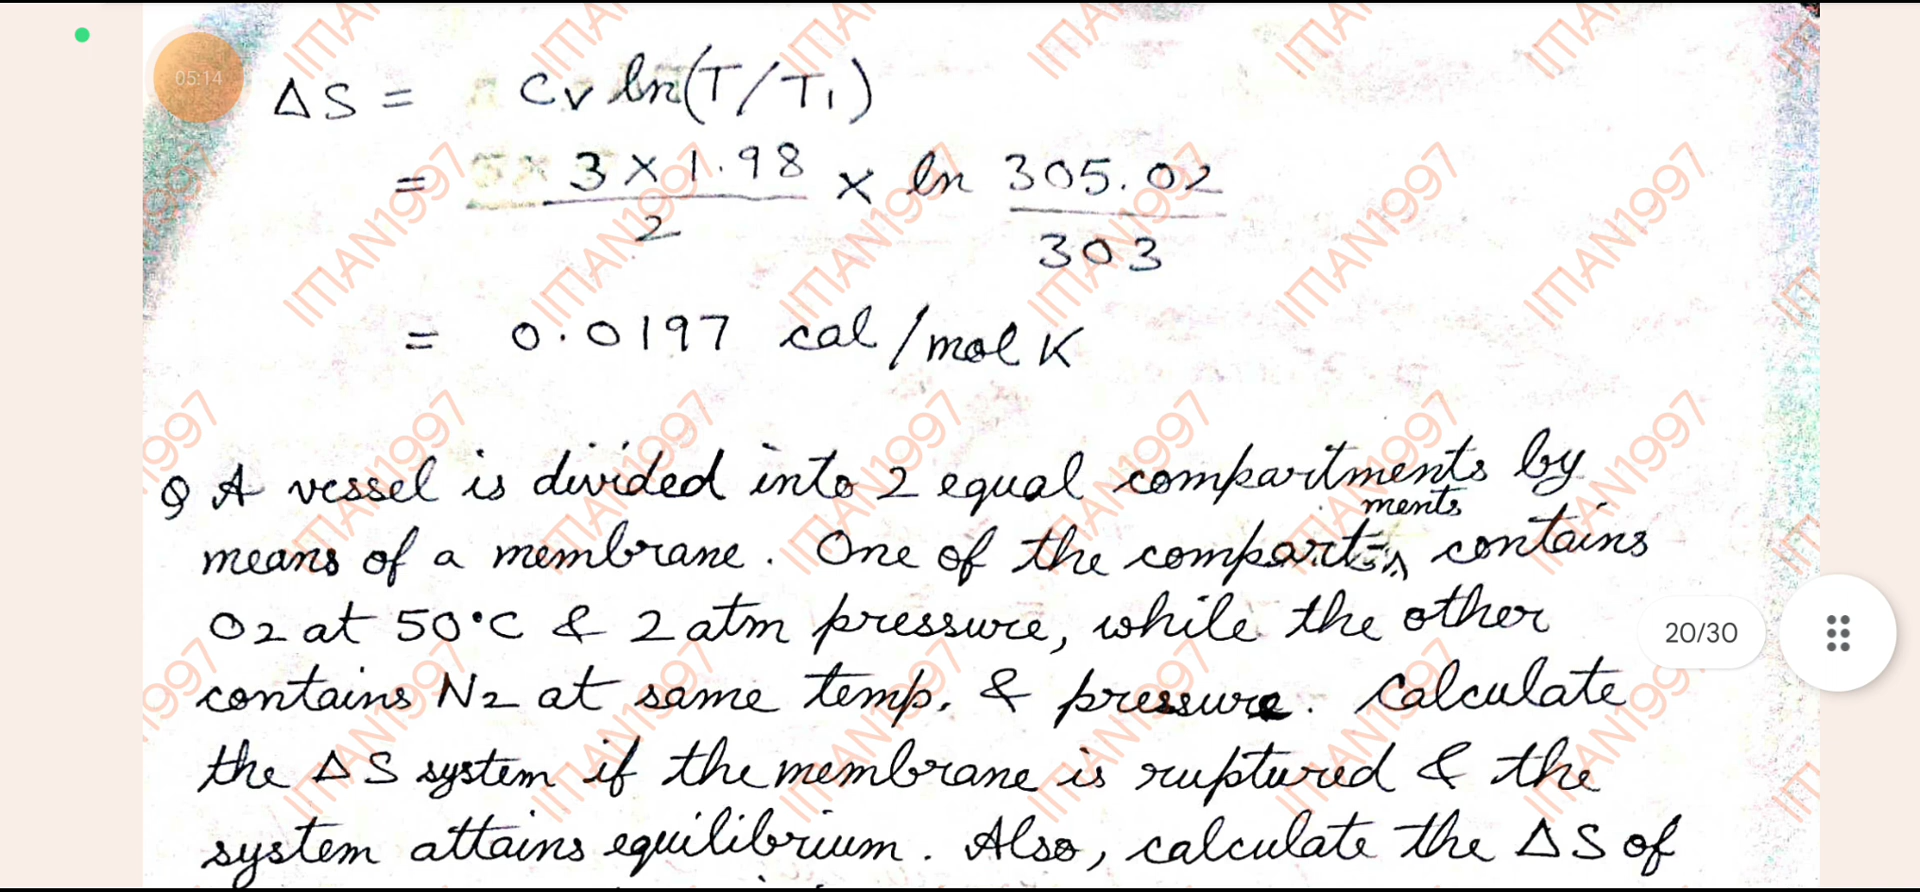 05:14
ΔS = Cv ln(T/T1)
= 3 × 1.98 / 2 × ln 305.02 / 303
= 0.0197 cal/mol K
Q A vessel is divided into 2 equal compartments by
means of a membrane. One of the compartments contains
O2 at 50°C & 2 atm pressure, while the other
contains N2 at same temp. & pressure. Calculate
the ΔS system if the membrane is ruptured & the
system attains equilibrium. Also, calculate the ΔS of
20/30
IMAN1997